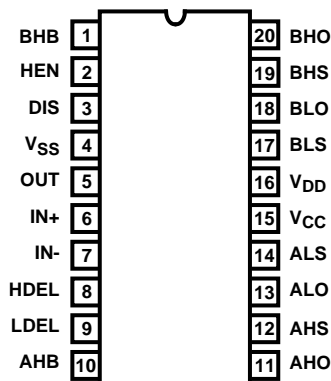 BHB 1 20 BHO
HEN 2 19 BHS
DIS 3 18 BLO
VSS 4 17 BLS
OUT 5 16 VDD
IN+ 6 15 VCC
IN- 7 14 ALS
HDEL 8 13 ALO
LDEL 9 12 AHS
AHB 10 11 AHO